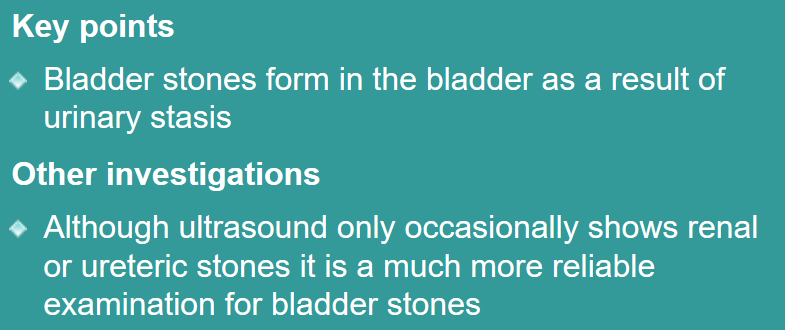 Key points
Bladder stones form in the bladder as a result of
urinary stasis
Other investigations
Although ultrasound only occasionally shows renal
or ureteric stones it is a much more reliable
examination for bladder stones